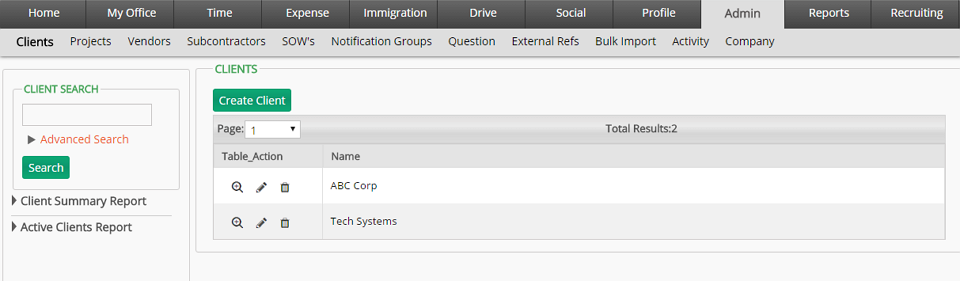 Home My Office Time Expense Immigration Drive Social Profile Admin Reports Recruiting
Clients Projects Vendors Subcontractors SOW's Notification Groups Question External Refs Bulk Import Activity Company
CLIENT SEARCH
Advanced Search
Search
Client Summary Report
Active Clients Report
CLIENTS
Create Client
Page: 1 Total Results:2
Table_Action Name
ABC Corp
Tech Systems